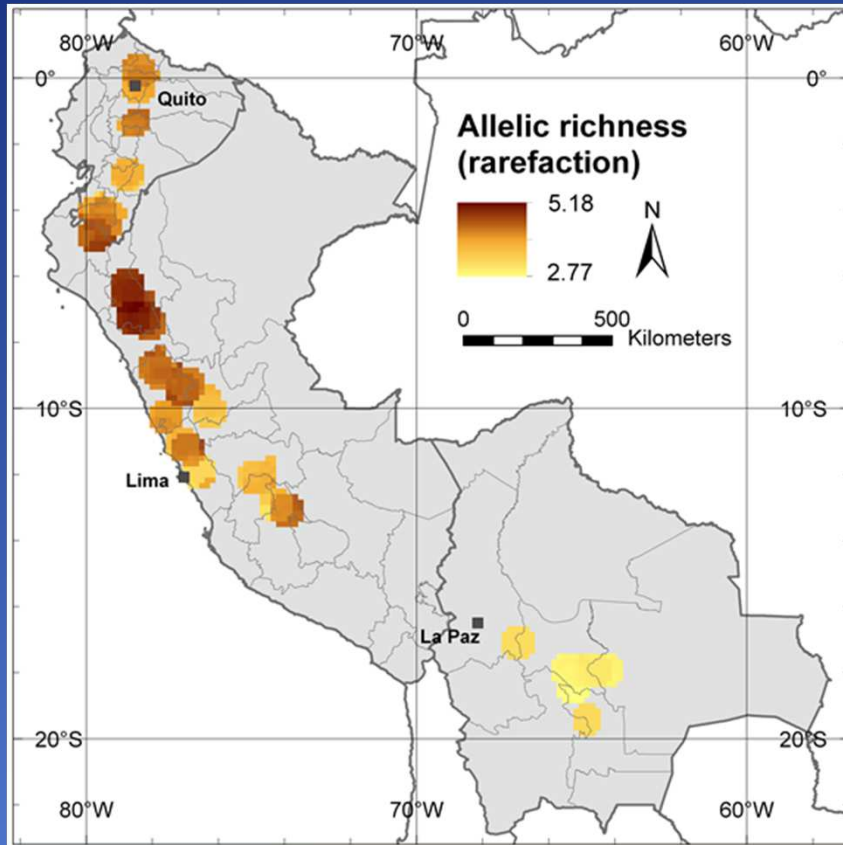 80°W 70°W 60°W
0° 0°
Quito
Allelic richness
(rarefaction)
5.18
N
2.77
0 500
Kilometers
10°S 10°S
Lima
La Paz
20°S 20°S
80°W 70°W 60°W